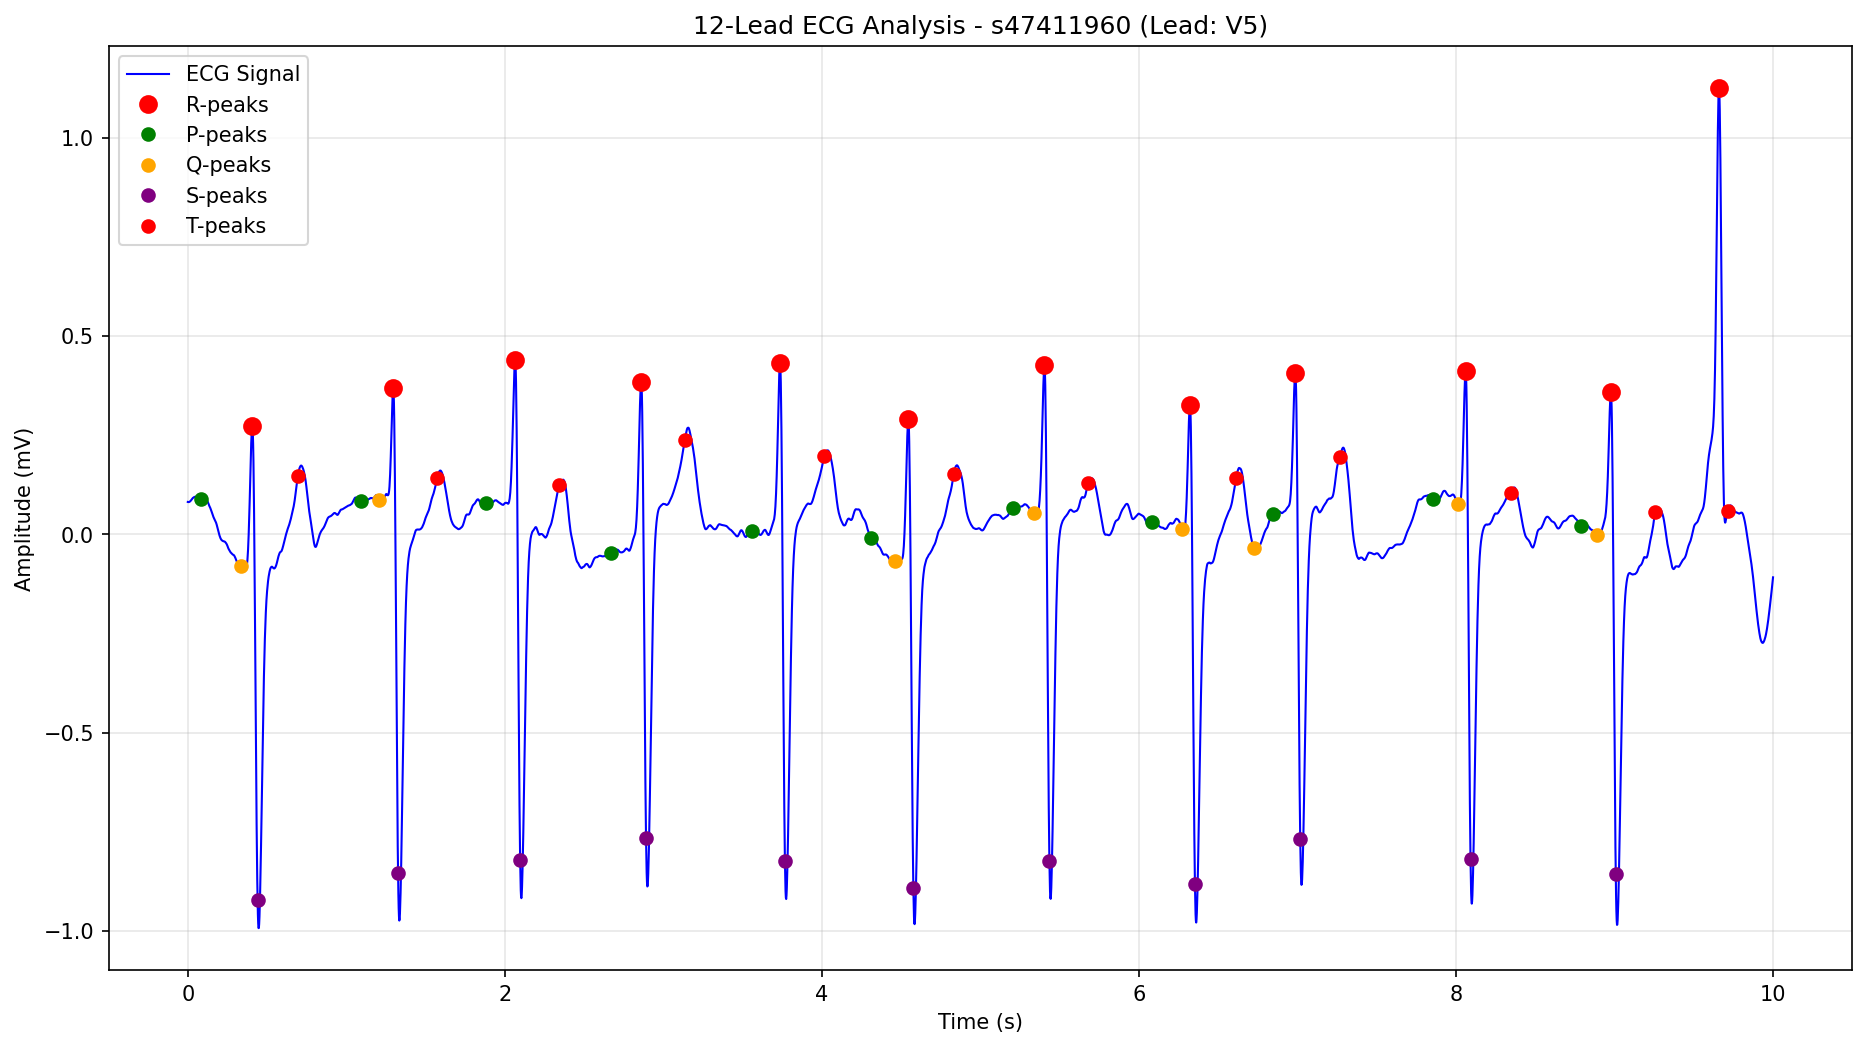 12-Lead ECG Analysis - s47411960 (Lead: V5)
ECG Signal
R-peaks
P-peaks
Q-peaks
S-peaks
T-peaks
1.0
0.5
0.0
−0.5
−1.0
Amplitude (mV)
0 2 4 6 8 10
Time (s)